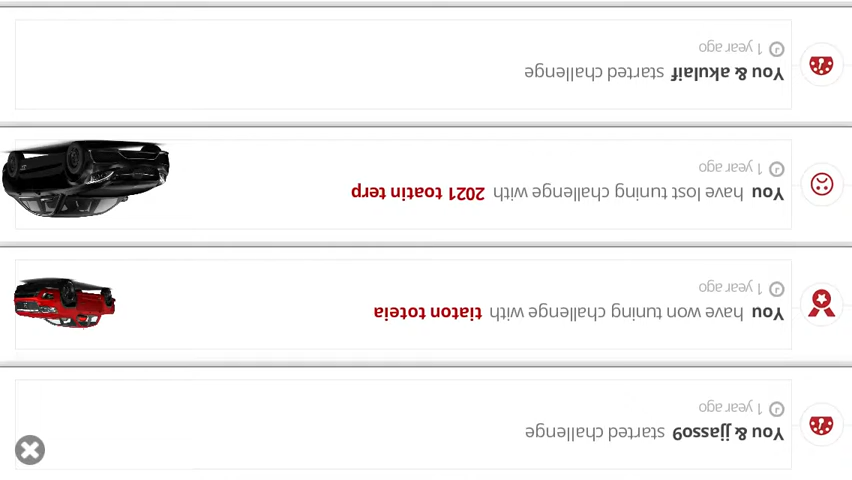 You & jjasso9 started challenge
1 year ago
You have won tuning challenge with tiaton toteia
1 year ago
You have lost tuning challenge with 2021 toatin terp
1 year ago
You & akulaif started challenge
1 year ago